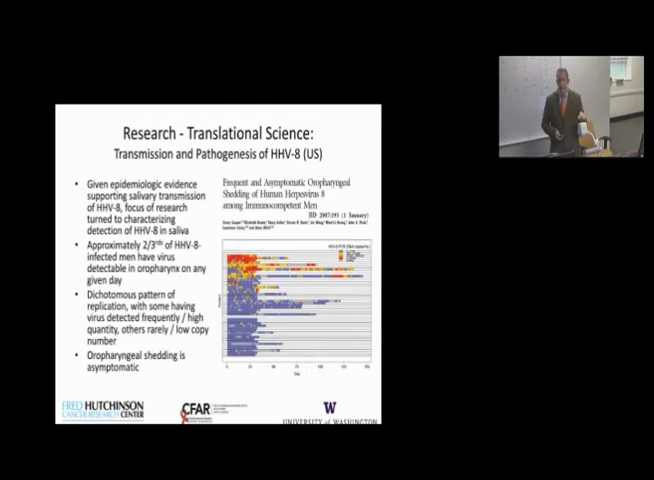 Research - Translational Science:
Transmission and Pathogenesis of HHV-8 (US)
• Given epidemiologic evidence
supporting salivary transmission
of HHV-8, focus of research
turned to characterizing
detection of HHV-8 in saliva
• Approximately 2/3rds of HHV-8-
infected men have virus
detectable in oropharynx on any
given day
• Dichotomous pattern of
replication, with some having
virus detected frequently / high
quantity, others rarely / low copy
number
• Oropharyngeal shedding is
asymptomatic
Frequent and Asymptomatic Oropharyngeal
Shedding of Human Herpesvirus 8
among Immunocompetent Men
JID 2007:195 (1 January)
Day
FRED HUTCHINSON
CANCER RESEARCH CENTER
CFAR
W
UNIVERSITY of WASHINGTON